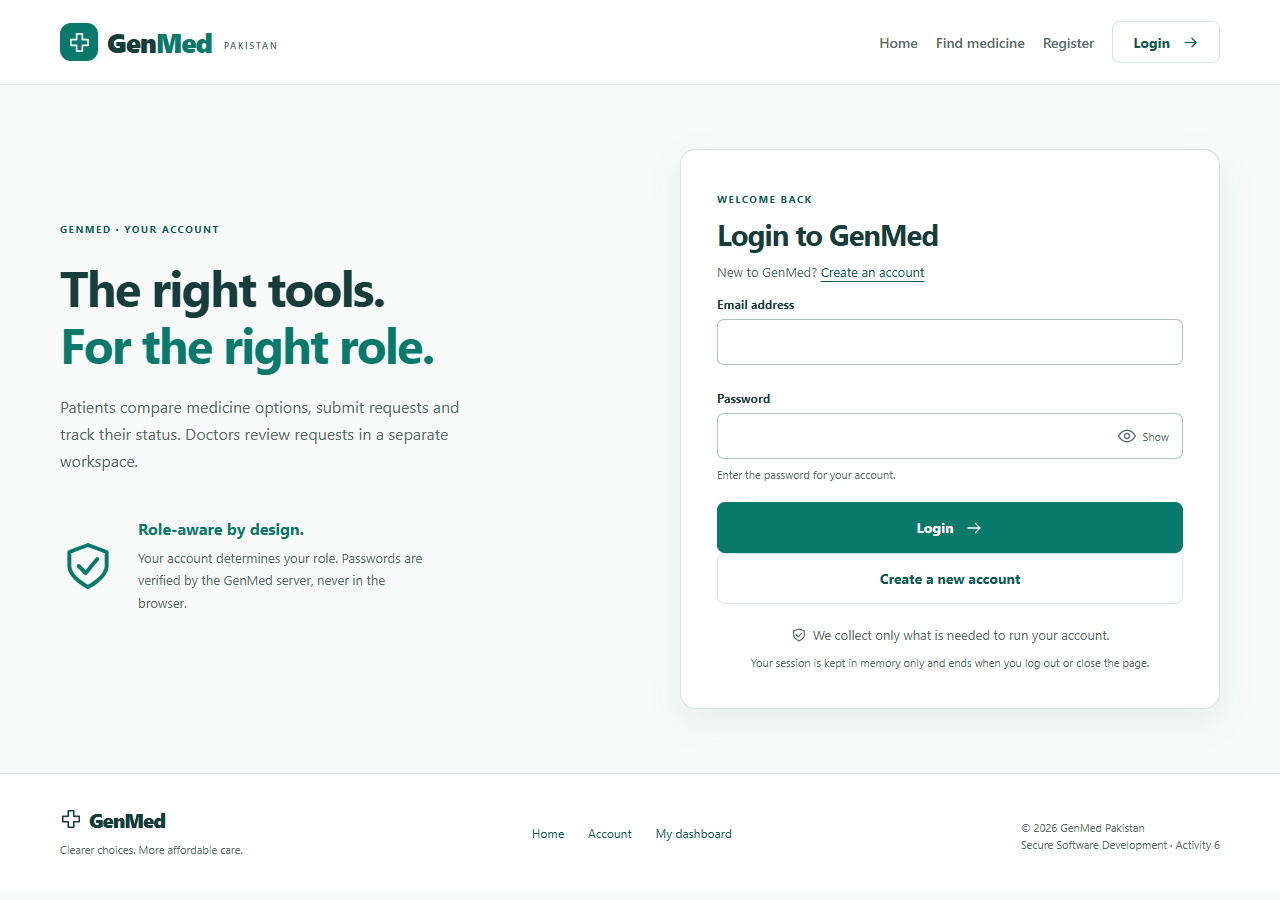 GenMed PAKISTAN
Home Find medicine Register Login →
GENMED · YOUR ACCOUNT
The right tools.
For the right role.
Patients compare medicine options, submit requests and
track their status. Doctors review requests in a separate
workspace.
Role-aware by design.
Your account determines your role. Passwords are
verified by the GenMed server, never in the
browser.
WELCOME BACK
Login to GenMed
New to GenMed? Create an account
Email address
Password
Show
Enter the password for your account.
Login →
Create a new account
We collect only what is needed to run your account.
Your session is kept in memory only and ends when you log out or close the page.
GenMed
Clearer choices. More affordable care.
Home Account My dashboard
© 2026 GenMed Pakistan
Secure Software Development · Activity 6